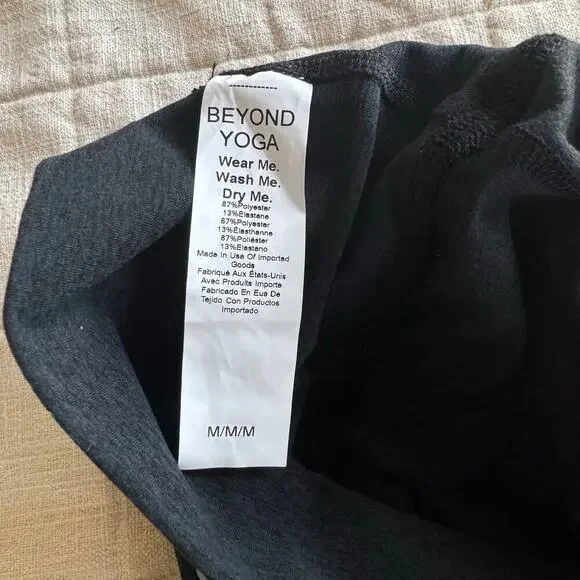 BEYOND
YOGA
Wear Me.
Wash Me.
Dry Me.
87%Polyester
13%Elastane
87%Polyester
13%Élasthanne
87%Poliéster
13%Elastano
Made In Usa Of Imported
Goods
Fabriqué Aux États-Unis
Avec Produits Importe
Fabricado En Eua De
Tejido Con Productos
Importado
M/M/M